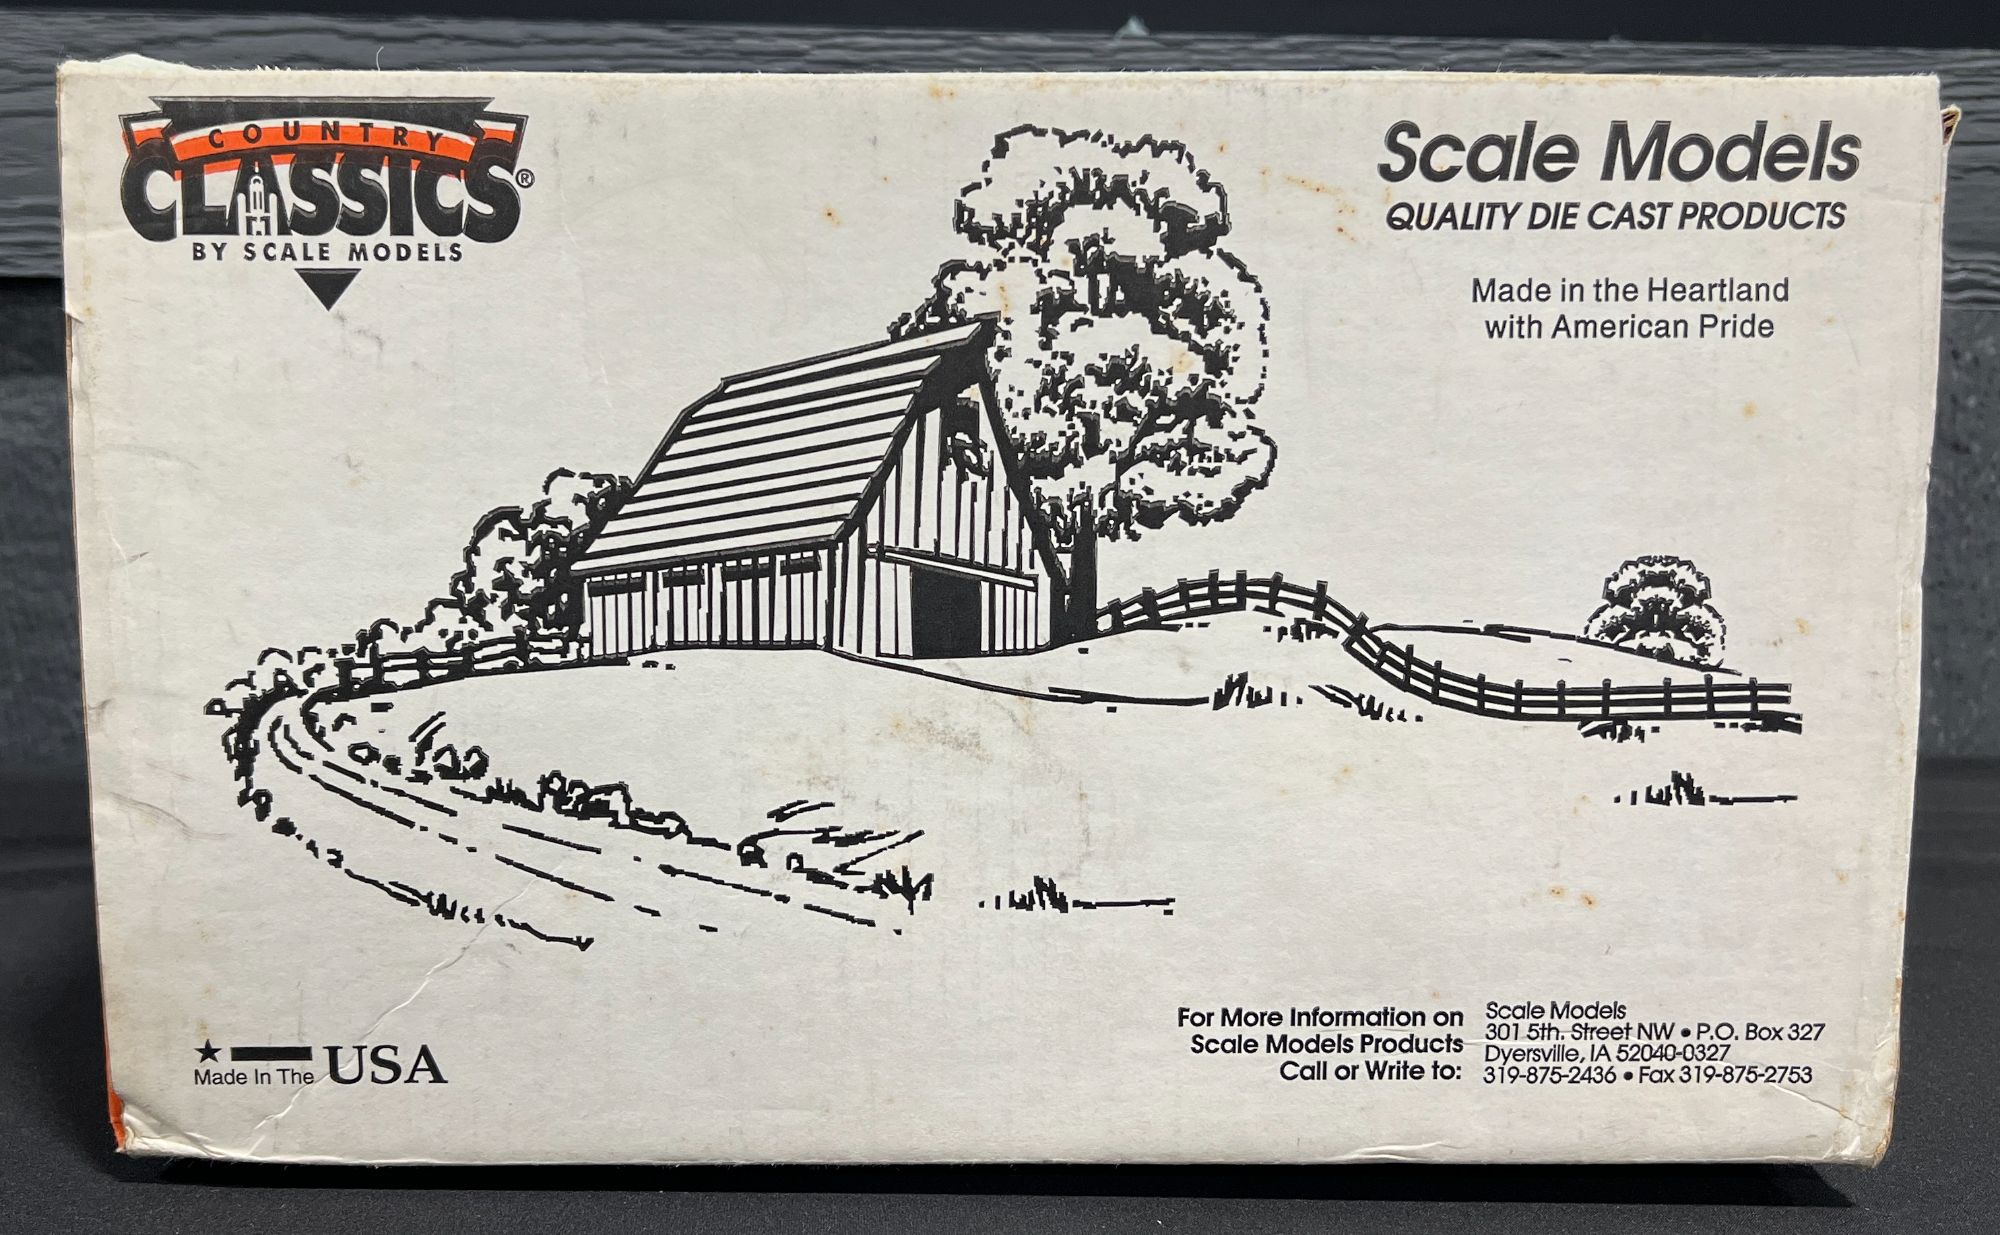 COUNTRY
CLASSICS®
BY SCALE MODELS
Scale Models
QUALITY DIE CAST PRODUCTS
Made in the Heartland
with American Pride
Made In The USA
For More Information on
Scale Models Products
Call or Write to:
Scale Models
301 5th. Street NW • P.O. Box 327
Dyersville, IA 52040-0327
319-875-2436 • Fax 319-875-2753